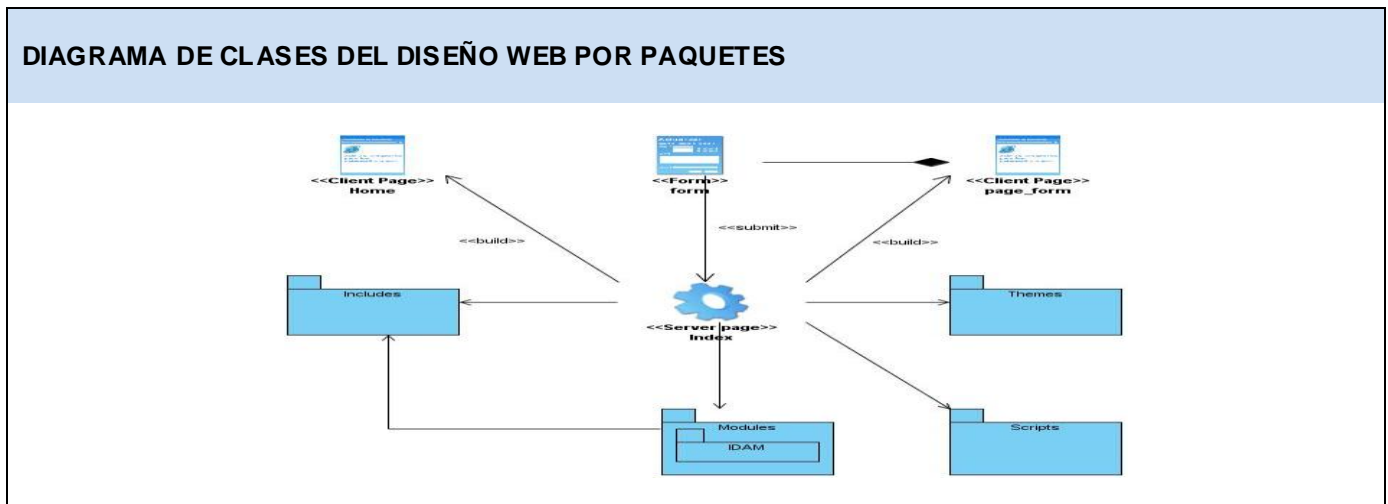 DIAGRAMA DE CLASES DEL DISEÑO WEB POR PAQUETES
<<Client Page>>
Home
<<Form>>
form
<<Client Page>>
page_form
<<submit>>
<<build>>
<<build>>
Includes
Themes
<<Server page>>
Index
Modules
IDAM
Scripts